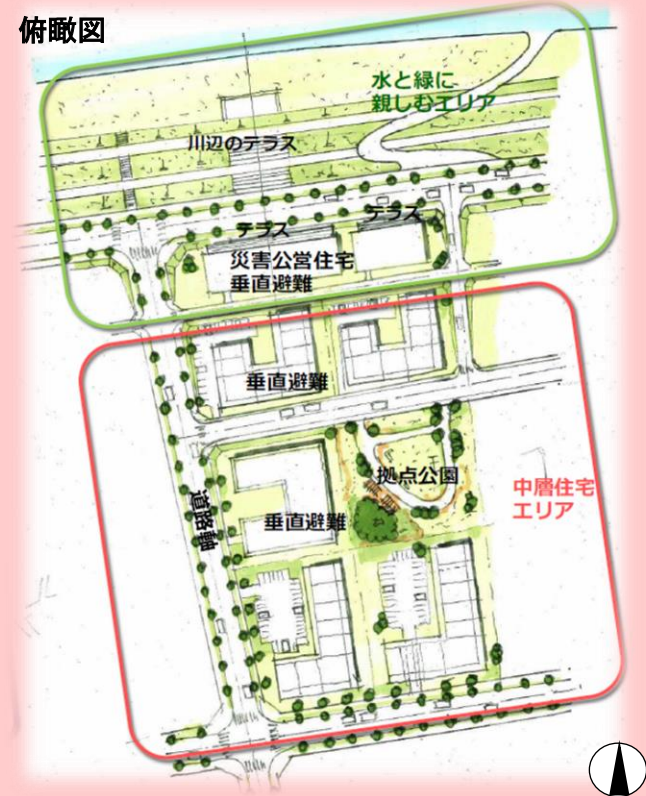 俯瞰図
水と緑に
親しむエリア
川辺のテラス
テラス
テラス
災害公営住宅
垂直避難
垂直避難
拠点公園
中層住宅
エリア
道路軸
垂直避難